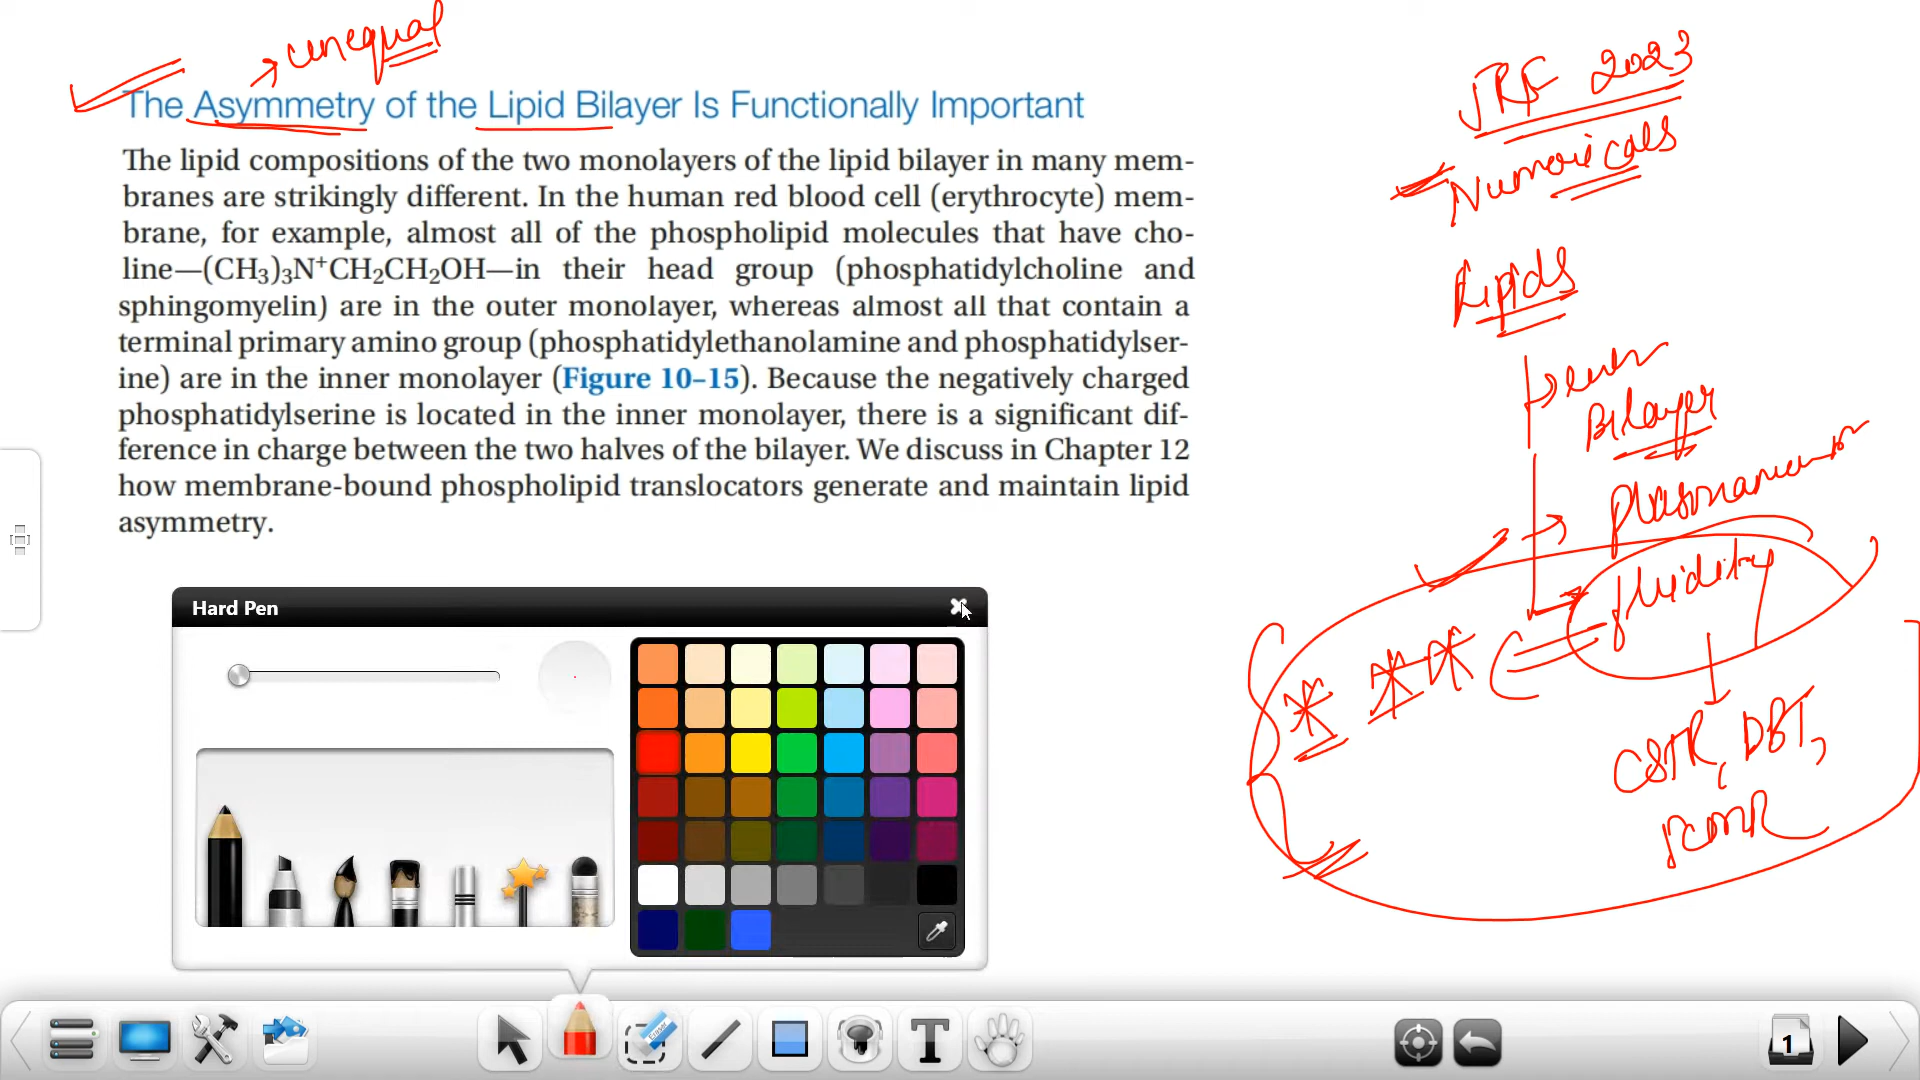 unequal
The Asymmetry of the Lipid Bilayer Is Functionally Important
The lipid compositions of the two monolayers of the lipid bilayer in many mem-
branes are strikingly different. In the human red blood cell (erythrocyte) mem-
brane, for example, almost all of the phospholipid molecules that have cho-
line—(CH₃)₃N⁺CH₂CH₂OH—in their head group (phosphatidylcholine and
sphingomyelin) are in the outer monolayer, whereas almost all that contain a
terminal primary amino group (phosphatidylethanolamine and phosphatidylser-
ine) are in the inner monolayer (Figure 10–15). Because the negatively charged
phosphatidylserine is located in the inner monolayer, there is a significant dif-
ference in charge between the two halves of the bilayer. We discuss in Chapter 12
how membrane-bound phospholipid translocators generate and maintain lipid
asymmetry.
JRF 2023
Numericals
Lipids
Bilayer
fluidity
CSIR, DBT,
ICMR
Hard Pen
Eraser
T
1